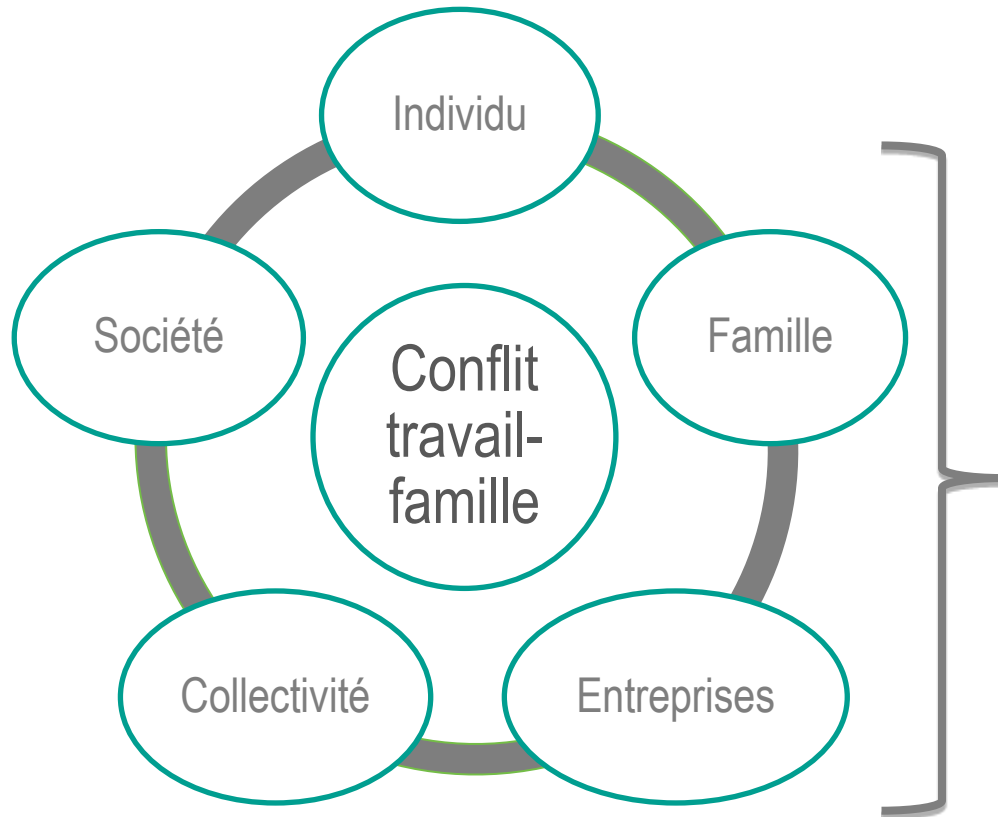 Individu
Société
Famille
Conflit
travail-
famille
Collectivité
Entreprises